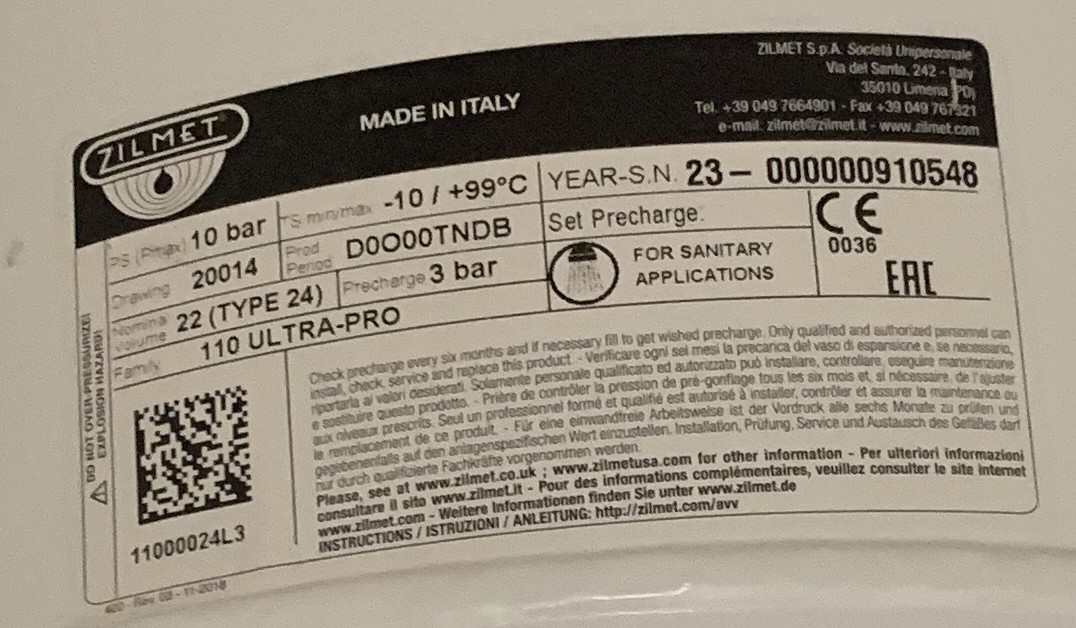 ZILMET
MADE IN ITALY
ZILMET S.p.A. Società Unipersonale
Via del Santo, 242 - Italy
35010 Limena (PD)
Tel. +39 049 7664901 - Fax +39 049 767321
e-mail: zilmet@zilmet.it - www.zilmet.com
PS (Pmax) 10 bar
TS min/max -10 / +99°C
YEAR-S.N. 23 - 000000910548
Drawing 20014
Prod. Period D0O00TNDB
Set Precharge:
CE
0036
Nominal Volume 22 (TYPE 24)
Precharge 3 bar
FOR SANITARY
APPLICATIONS
EAC
Family 110 ULTRA-PRO
DO NOT OVER-PRESSURIZE!
EXPLOSION HAZARD!
Check precharge every six months and if necessary fill to get wished precharge. Only qualified and authorized personnel can
install, check, service and replace this product. - Verificare ogni sei mesi la precarica del vaso di espansione e, se necessario,
riportarla ai valori desiderati. Solamente personale qualificato ed autorizzato può installare, controllare, eseguire manutenzione
e sostituire questo prodotto. - Prière de contrôler la pression de pré-gonflage tous les six mois et, si nécessaire, de l'ajuster
aux niveaux prescrits. Seul un professionnel formé et qualifié est autorisé à installer, contrôler et assurer la maintenance ou
le remplacement de ce produit. - Für eine einwandfreie Arbeitsweise ist der Vordruck alle sechs Monate zu prüfen und
gegebenenfalls auf den anlagenspezifischen Wert einzustellen. Installation, Prüfung, Service und Austausch des Gefäßes darf
nur durch qualifizierte Fachkräfte vorgenommen werden.
Please, see at www.zilmet.co.uk ; www.zilmetusa.com for other information - Per ulteriori informazioni
consultare il sito www.zilmet.it - Pour des informations complémentaires, veuillez consulter le site internet
www.zilmet.com - Weitere Informationen finden Sie unter www.zilmet.de
INSTRUCTIONS / ISTRUZIONI / ANLEITUNG: http://zilmet.com/avv
11000024L3
420 - Rev. 03 - 11-2018